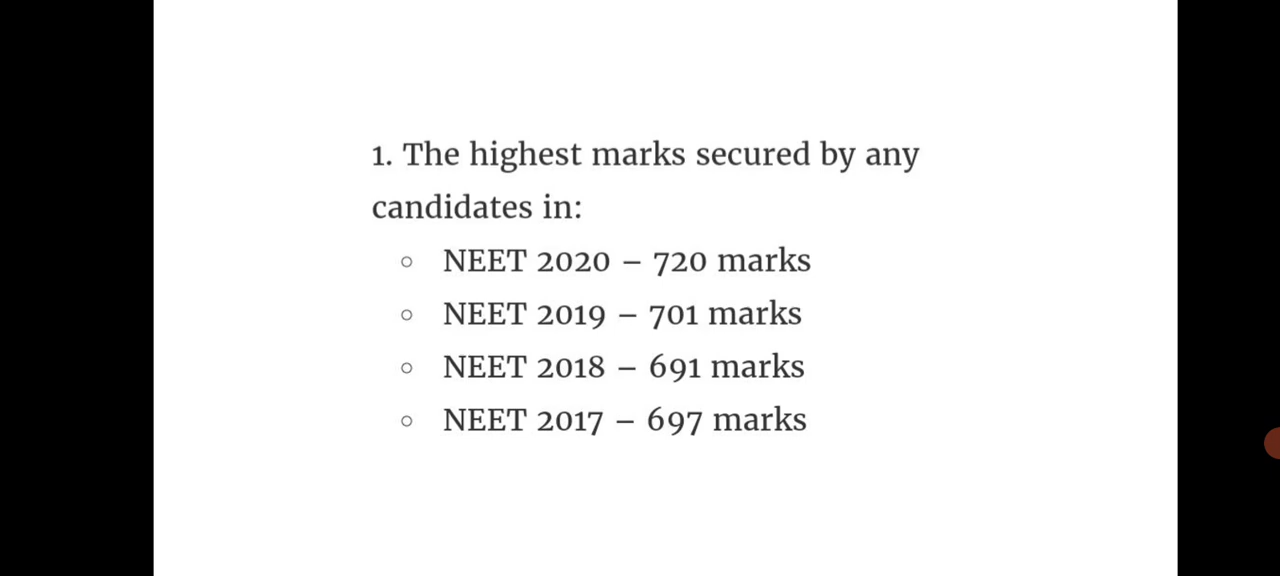 1. The highest marks secured by any
candidates in:
◦ NEET 2020 – 720 marks
◦ NEET 2019 – 701 marks
◦ NEET 2018 – 691 marks
◦ NEET 2017 – 697 marks